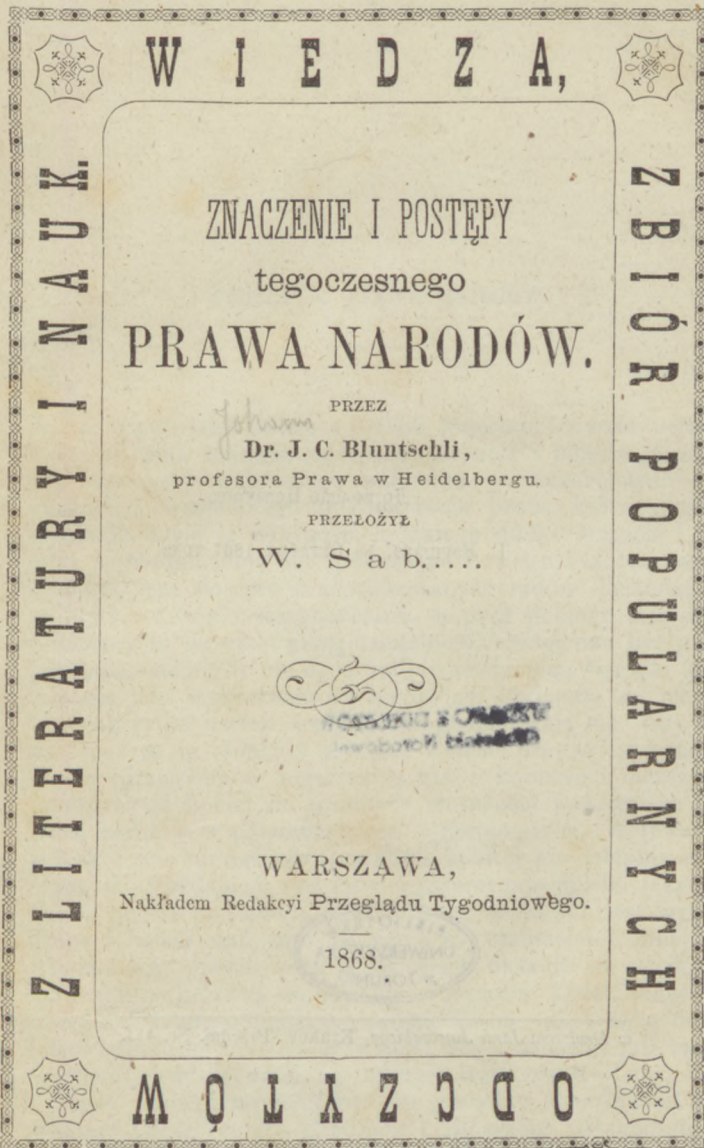 WIEDZA,
ZBIÓR POPULARNYCH
ODCZYTÓW
Z LITERATURY I NAUK.
ZNACZENIE I POSTĘPY
tegoczesnego
PRAWA NARODÓW.
PRZEZ
Johann
Dr. J. C. Bluntschli,
profesora Prawa w Heidelbergu.
PRZEŁOŻYŁ
W. Sab.....
WARSZAWA,
Nakładem Redakcyi Przeglądu Tygodniowego.
1868.